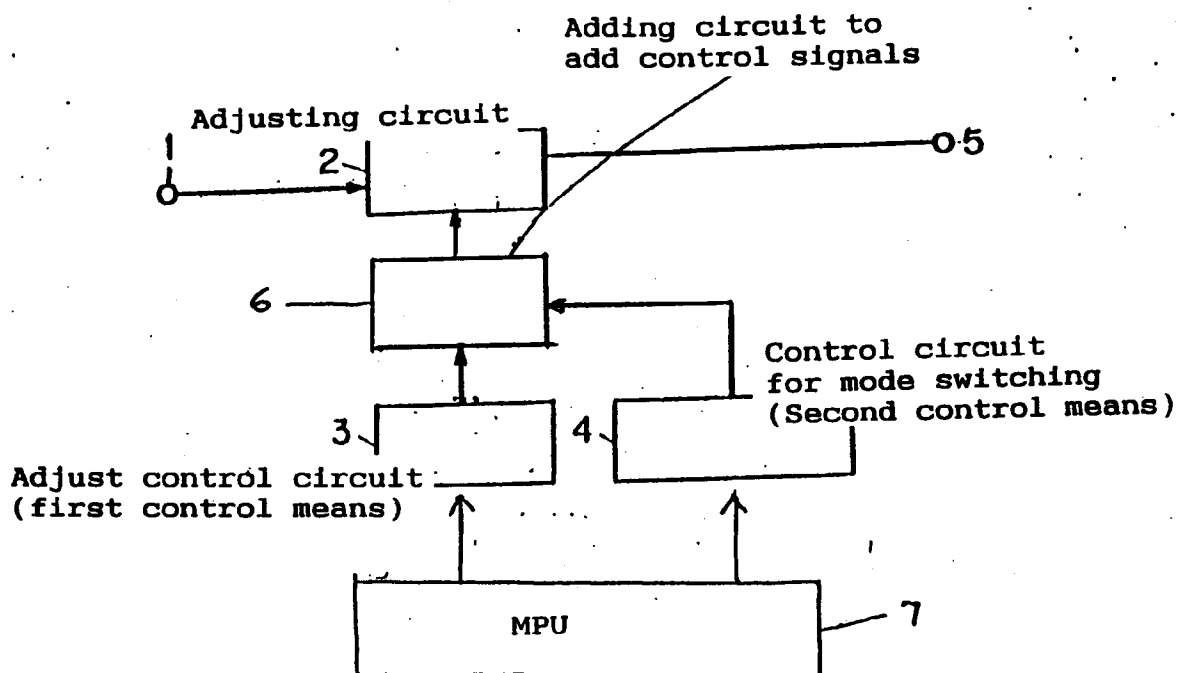 Adding circuit to
add control signals
Adjusting circuit
1
2
5
6
Control circuit
for mode switching
(Second control means)
3
4
Adjust control circuit
(first control means)
MPU
7